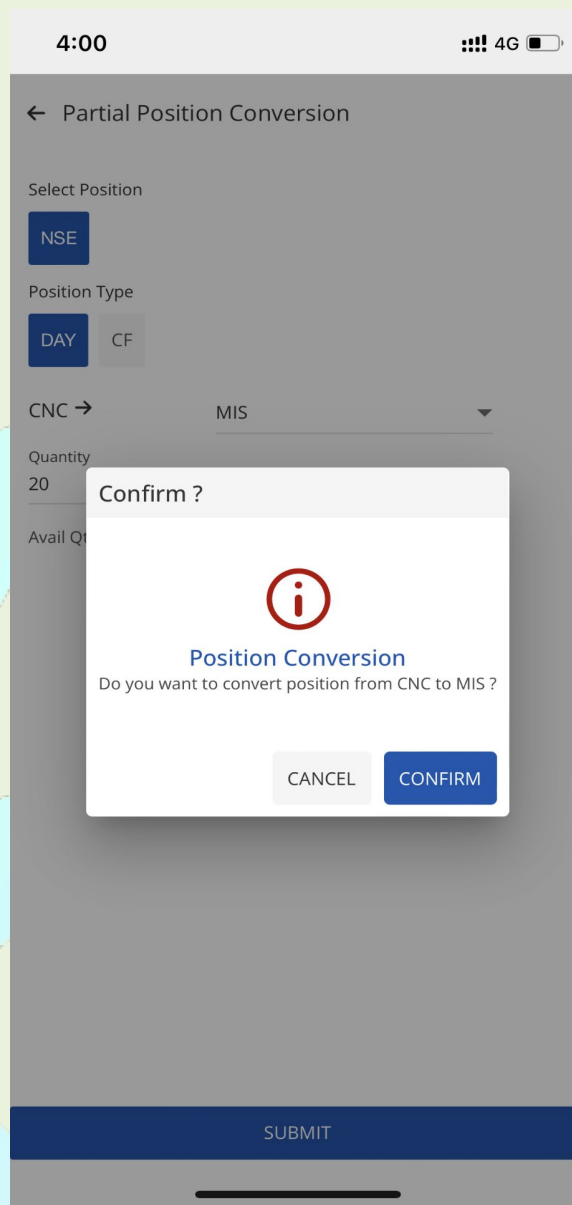 4:00
4G
← Partial Position Conversion
Select Position
NSE
Position Type
DAY CF
CNC → MIS
Quantity
20
Avail
Confirm ?
Position Conversion
Do you want to convert position from CNC to MIS ?
CANCEL CONFIRM
SUBMIT